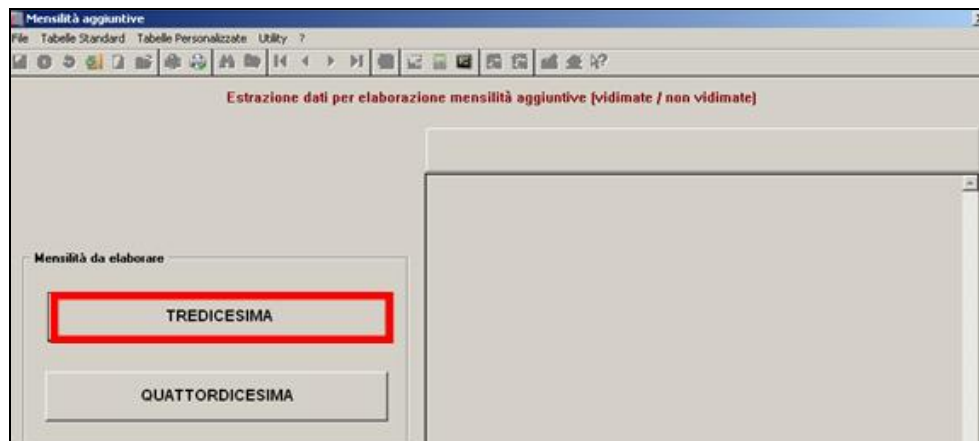 Mensilità aggiuntive
File Tabelle Standard Tabelle Personalizzate Utility ?
Estrazione dati per elaborazione mensilità aggiuntive (vidimate / non vidimate)
Mensilità da elaborare
TREDICESIMA
QUATTORDICESIMA